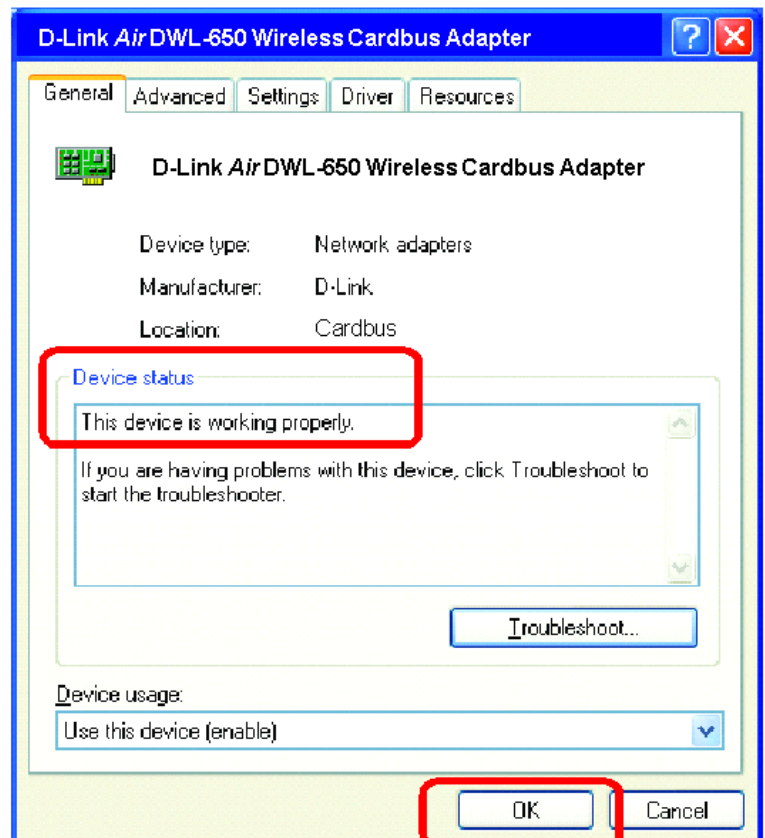 D-Link Air DWL-650 Wireless Cardbus Adapter
?
General Advanced Settings Driver Resources
D-Link Air DWL-650 Wireless Cardbus Adapter
Device type: Network adapters
Manufacturer: D-Link
Location: Cardbus
Device status
This device is working properly.
If you are having problems with this device, click Troubleshoot to
start the troubleshooter.
Troubleshoot...
Device usage:
Use this device (enable)
OK Cancel